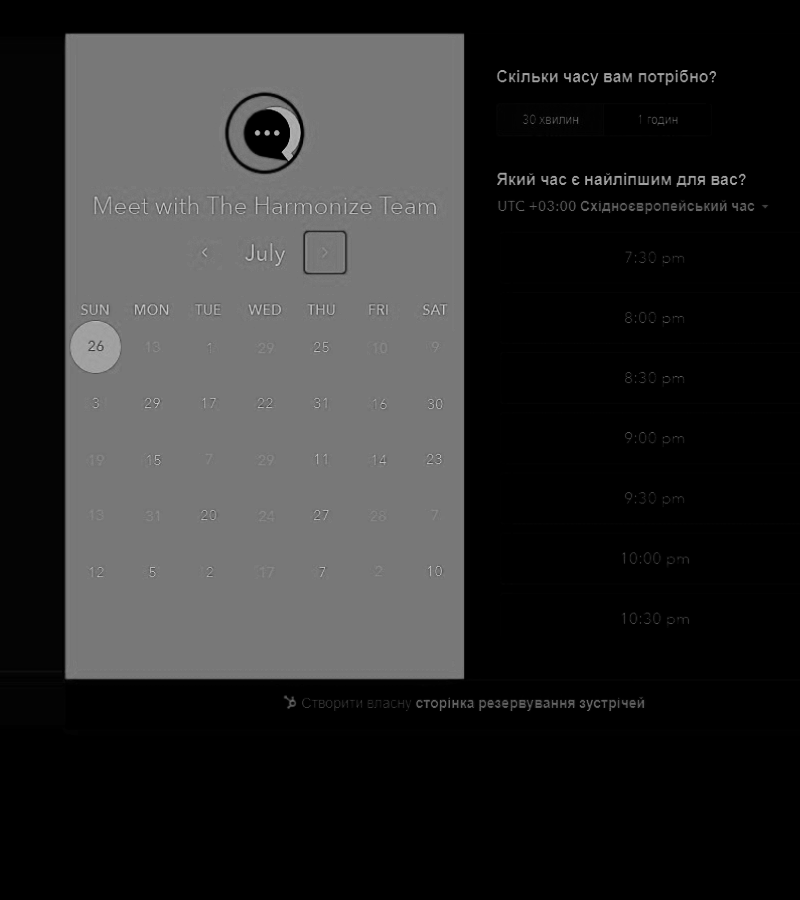 Meet with The Harmonize Team
July
SUN MON TUE WED THU FRI SAT
26 13 1 29 25 10 9
3 29 17 22 31 16 30
19 15 7 29 11 14 23
13 31 20 24 27 28 7
12 5 2 17 7 2 10
Скільки часу вам потрібно?
30 хвилин 1 годин
Який час є найліпшим для вас?
UTC +03:00 Східноєвропейський час
7:30 pm
8:00 pm
8:30 pm
9:00 pm
9:30 pm
10:00 pm
10:30 pm
Створити власну сторінка резервування зустрічей